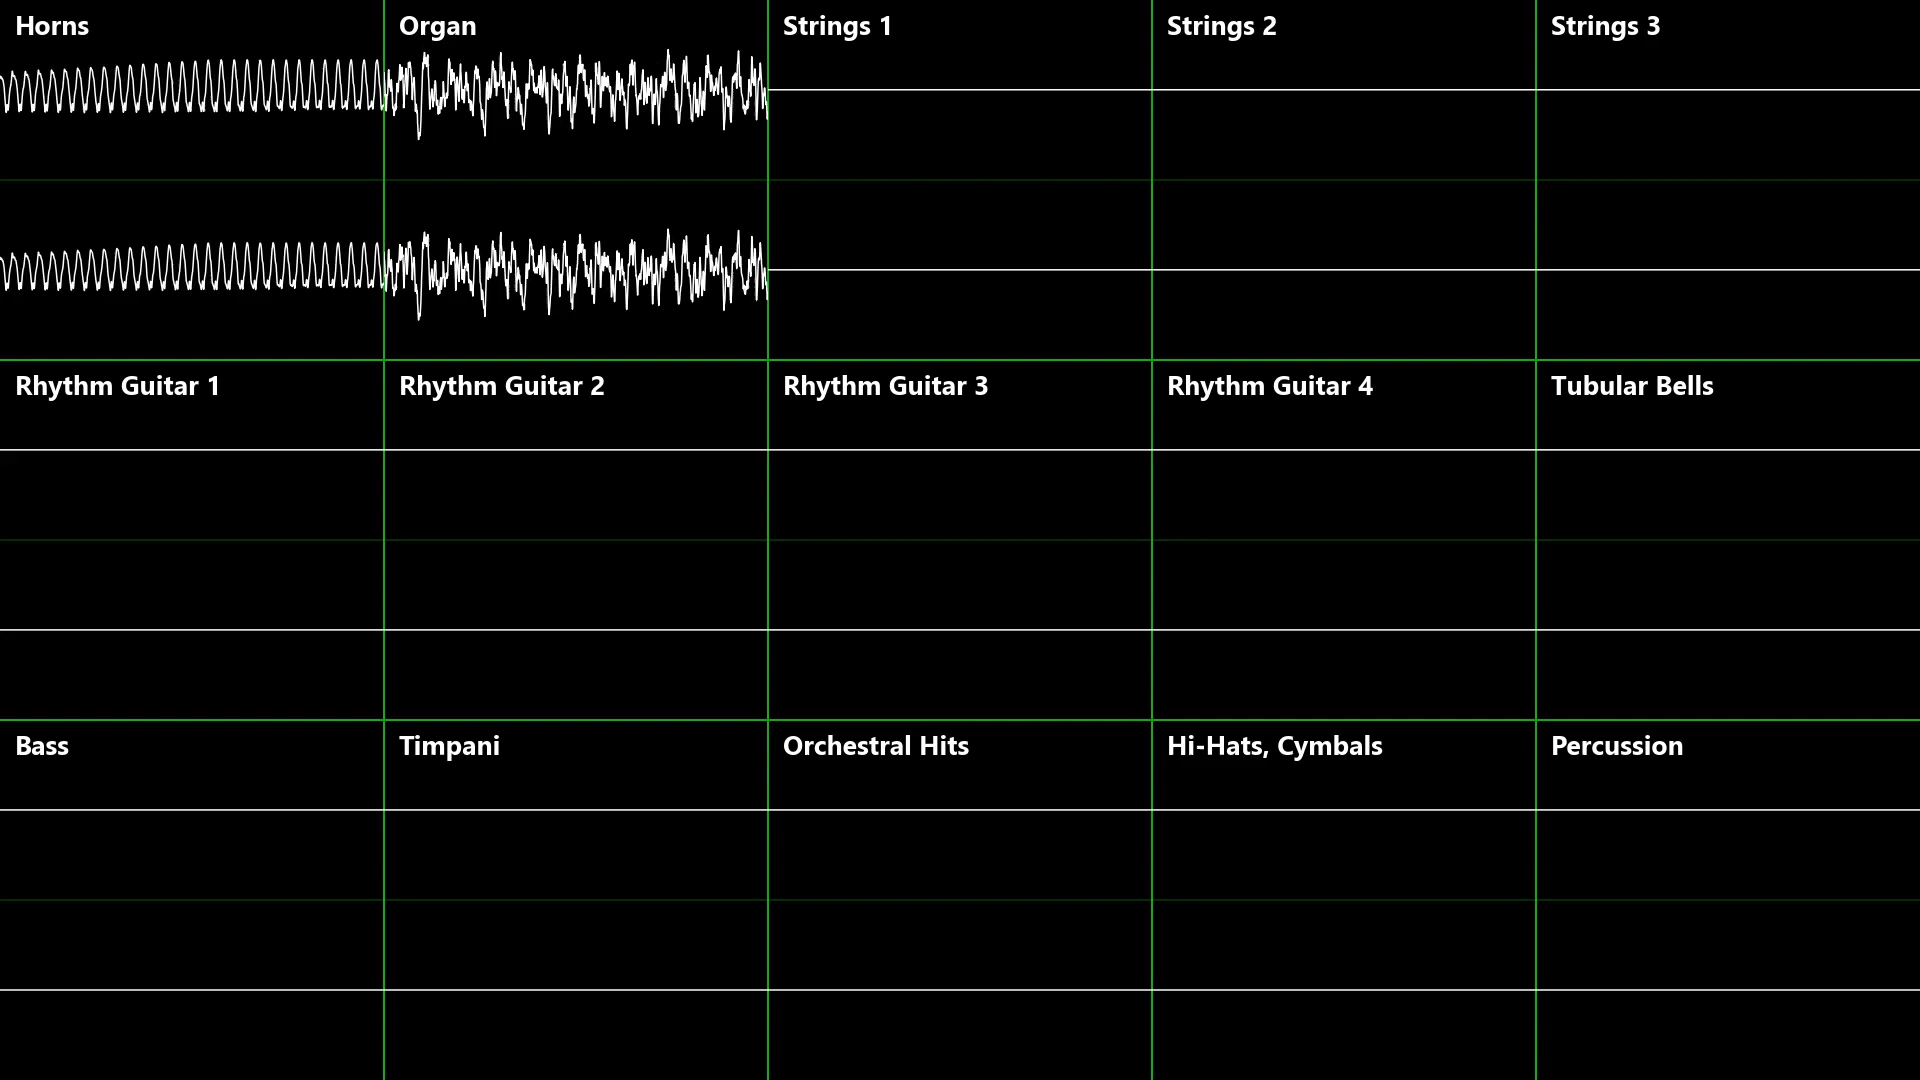 Horns
Organ
Strings 1
Strings 2
Strings 3
Rhythm Guitar 1
Rhythm Guitar 2
Rhythm Guitar 3
Rhythm Guitar 4
Tubular Bells
Bass
Timpani
Orchestral Hits
Hi-Hats, Cymbals
Percussion